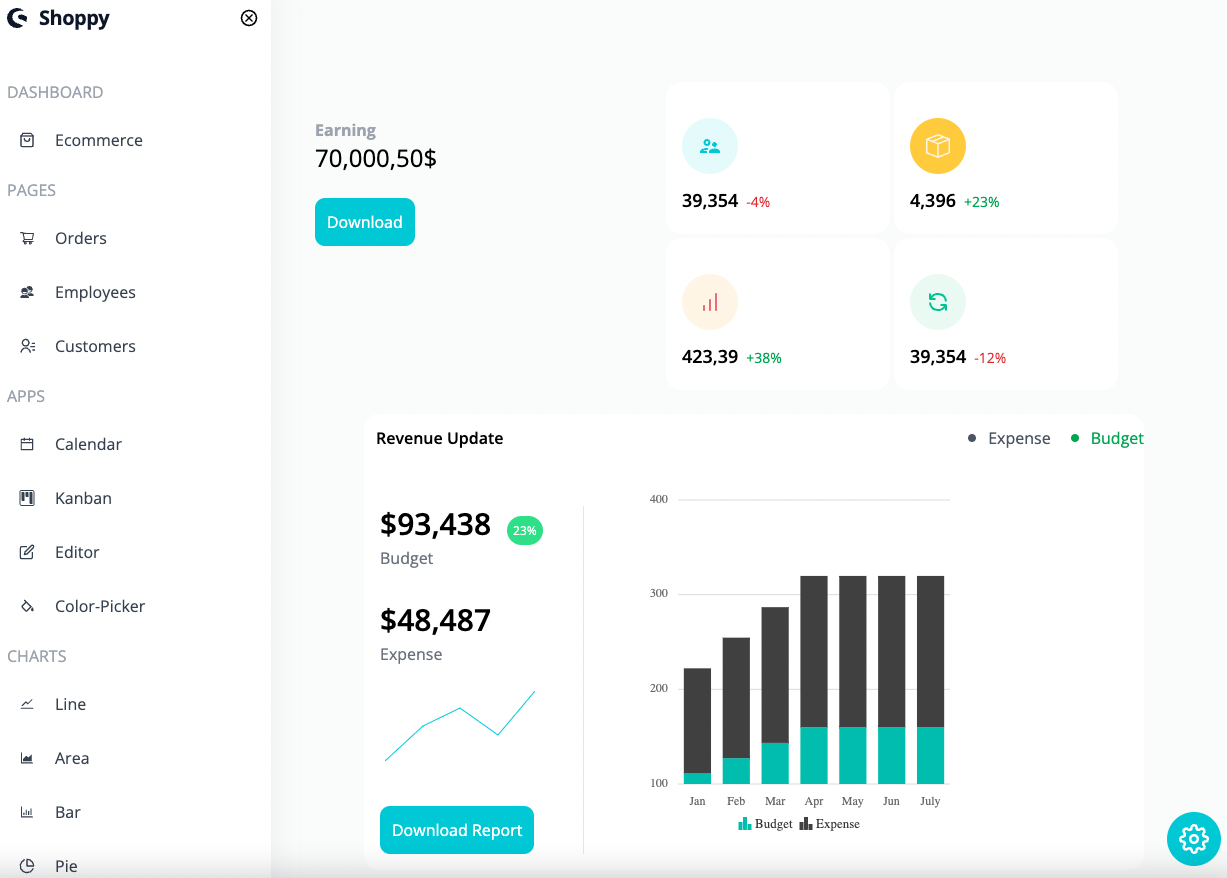 Shoppy
DASHBOARD
Ecommerce
PAGES
Orders
Employees
Customers
APPS
Calendar
Kanban
Editor
Color-Picker
CHARTS
Line
Area
Bar
Pie
Earning
70,000,50$
Download
39,354 -4%
4,396 +23%
423,39 +38%
39,354 -12%
Revenue Update
Expense
Budget
$93,438 23%
Budget
$48,487
Expense
Download Report
400
300
200
100
Jan Feb Mar Apr May Jun July
Budget Expense